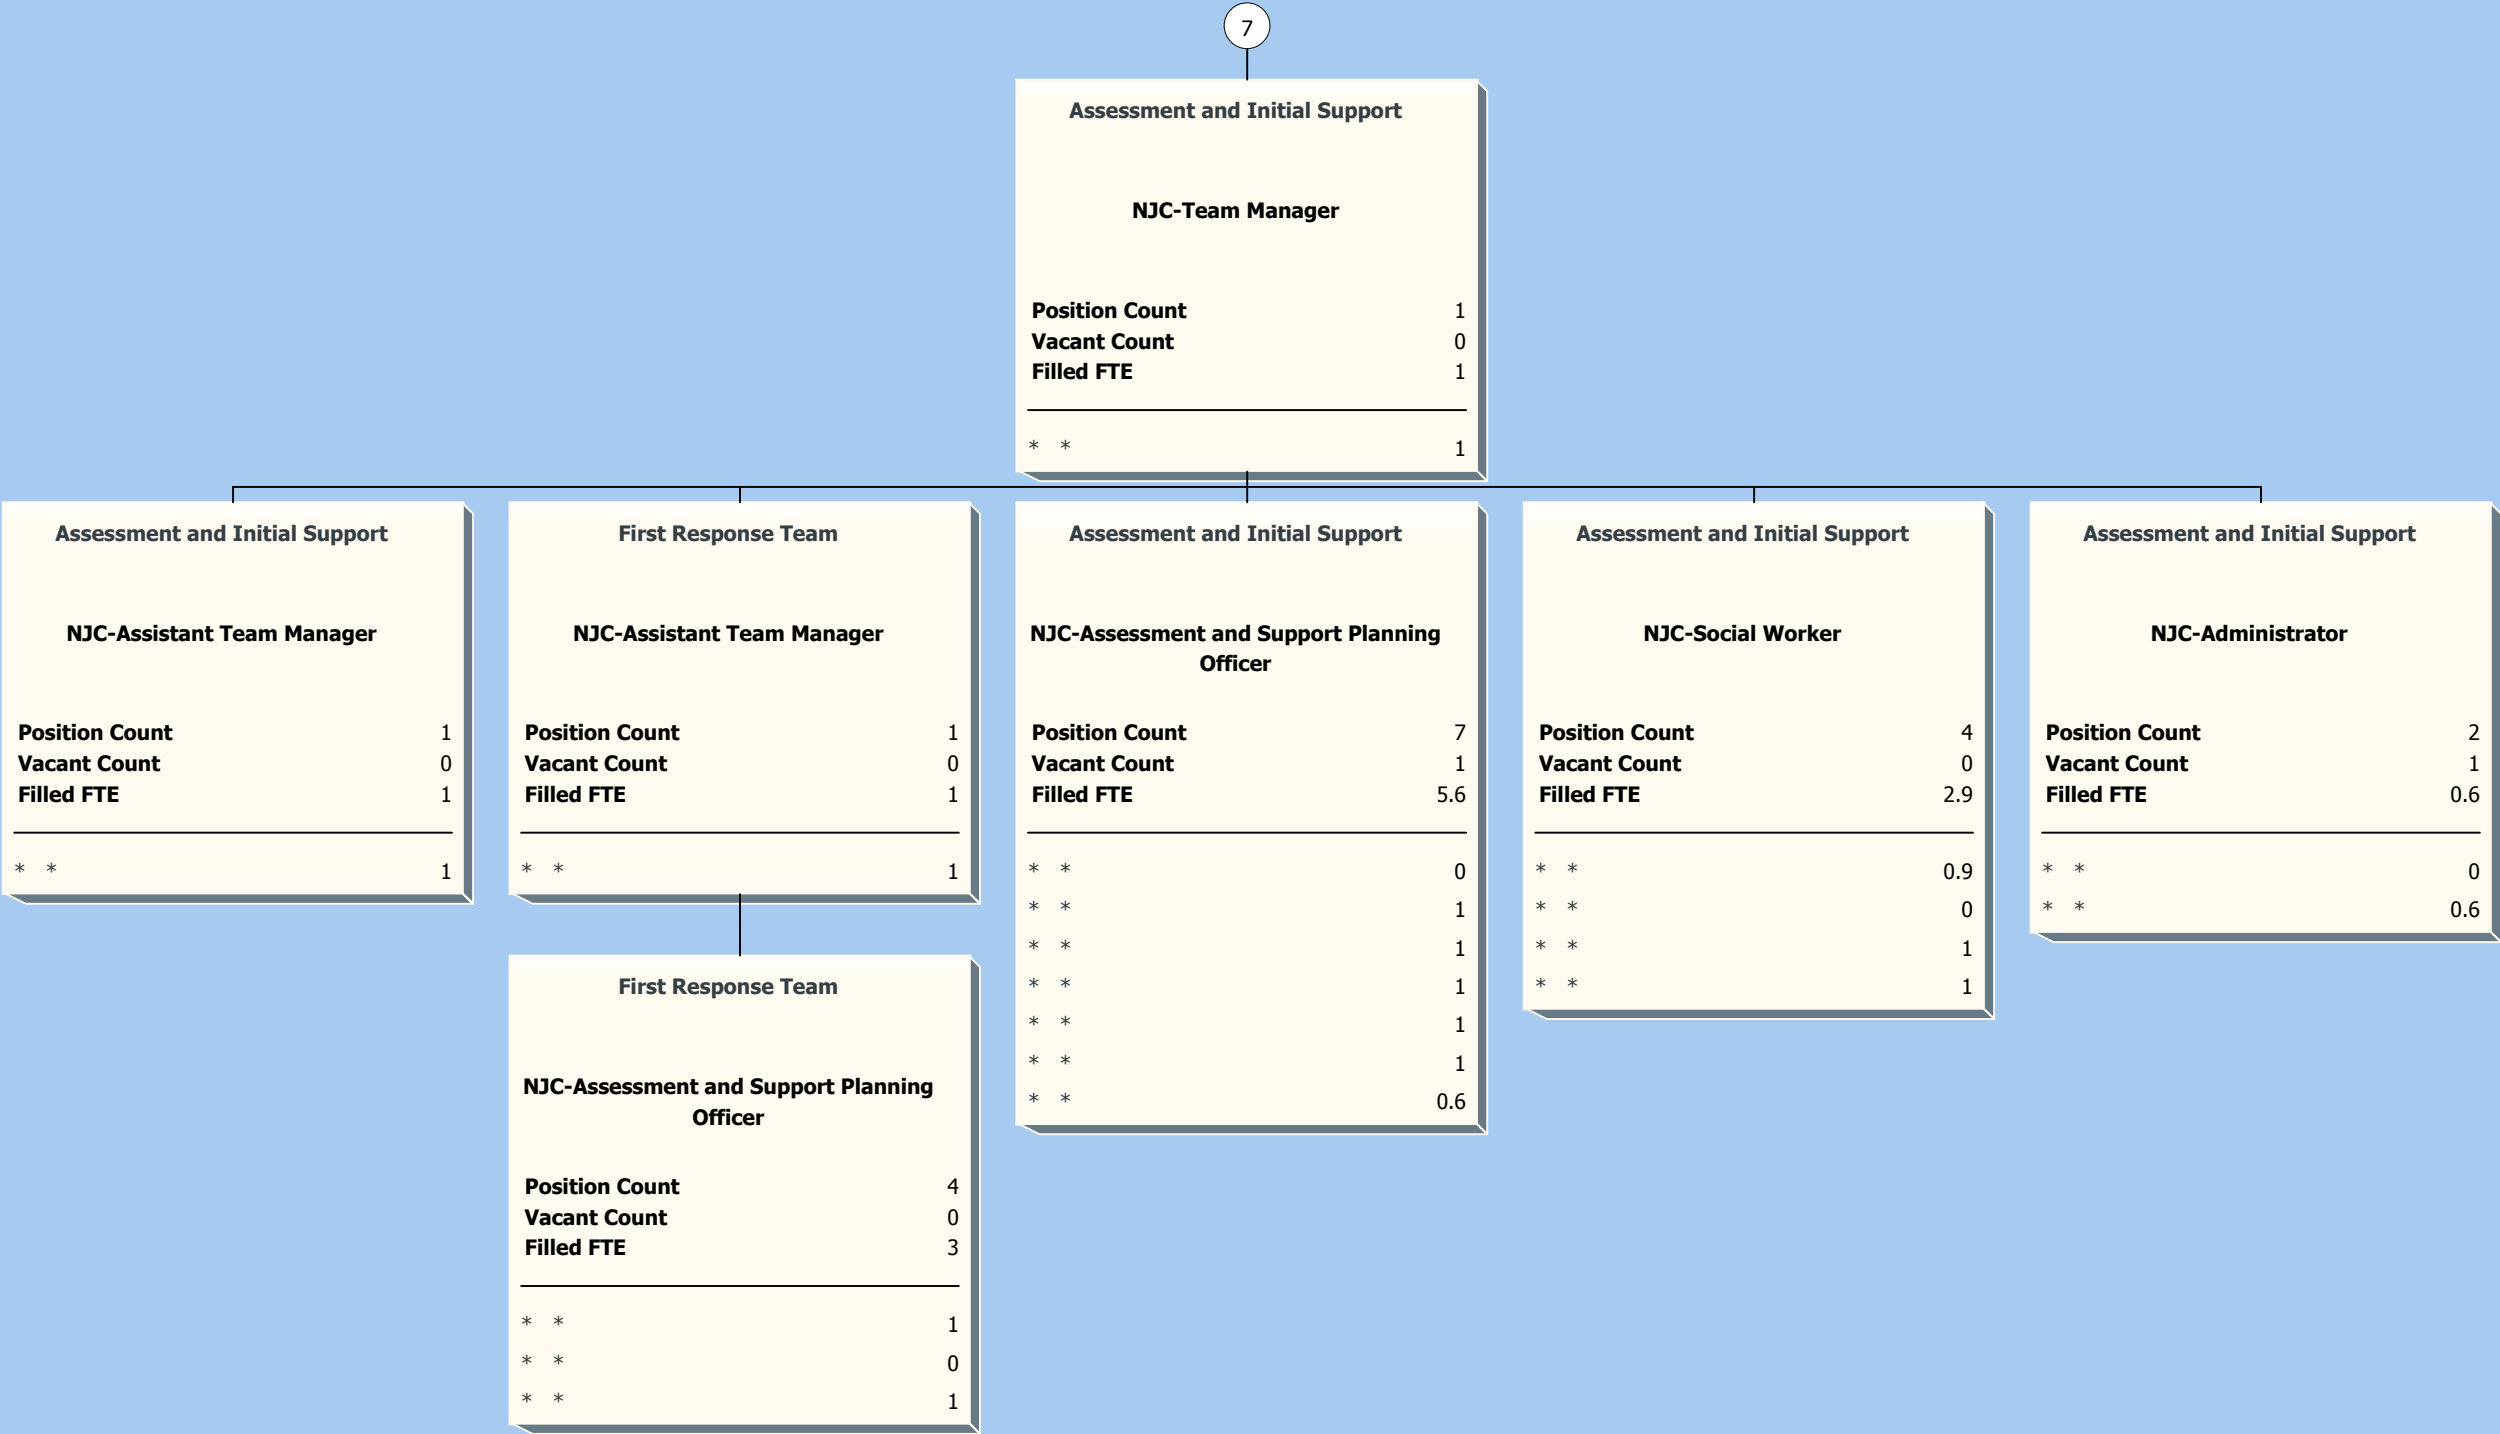 7
Assessment and Initial Support
NJC-Team Manager
Position Count 1
Vacant Count 0
Filled FTE 1
* * 1
Assessment and Initial Support
NJC-Assistant Team Manager
Position Count 1
Vacant Count 0
Filled FTE 1
* * 1
First Response Team
NJC-Assistant Team Manager
Position Count 1
Vacant Count 0
Filled FTE 1
* * 1
First Response Team
NJC-Assessment and Support Planning
Officer
Position Count 4
Vacant Count 0
Filled FTE 3
* * 1
* * 0
* * 1
Assessment and Initial Support
NJC-Assessment and Support Planning
Officer
Position Count 7
Vacant Count 1
Filled FTE 5.6
* * 0
* * 1
* * 1
* * 1
* * 1
* * 1
* * 0.6
Assessment and Initial Support
NJC-Social Worker
Position Count 4
Vacant Count 0
Filled FTE 2.9
* * 0.9
* * 0
* * 1
* * 1
Assessment and Initial Support
NJC-Administrator
Position Count 2
Vacant Count 1
Filled FTE 0.6
* * 0
* * 0.6